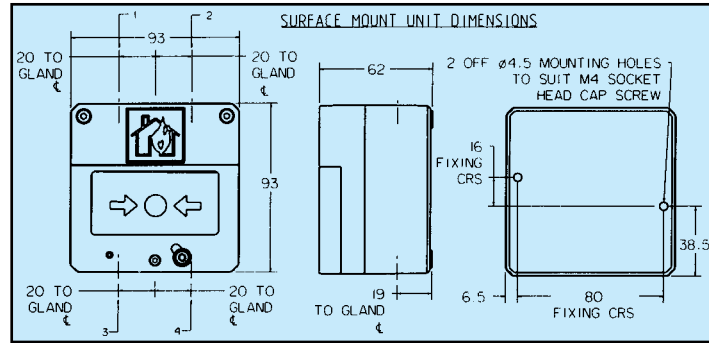 SURFACE MOUNT UNIT DIMENSIONS
1
2
93
20 TO
GLAND
℄
20 TO
GLAND
℄
93
20 TO
GLAND
℄
20 TO
GLAND
℄
3
4
62
19
TO GLAND
℄
2 OFF ø4.5 MOUNTING HOLES
TO SUIT M4 SOCKET
HEAD CAP SCREW
16
FIXING
CRS
38.5
6.5
80
FIXING CRS